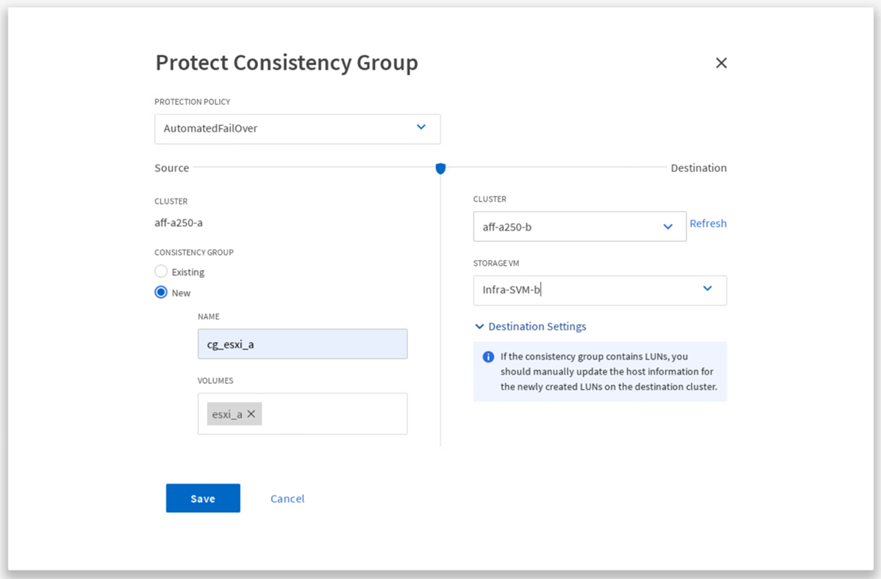 Protect Consistency Group
PROTECTION POLICY
AutomatedFailOver
Source
Destination
CLUSTER
aff-a250-a
CONSISTENCY GROUP
Existing
New
NAME
cg_esxi_a
VOLUMES
esxi_a
CLUSTER
aff-a250-b
Refresh
STORAGE VM
Infra-SVM-b
Destination Settings
If the consistency group contains LUNs, you
should manually update the host information for
the newly created LUNs on the destination cluster.
Save
Cancel